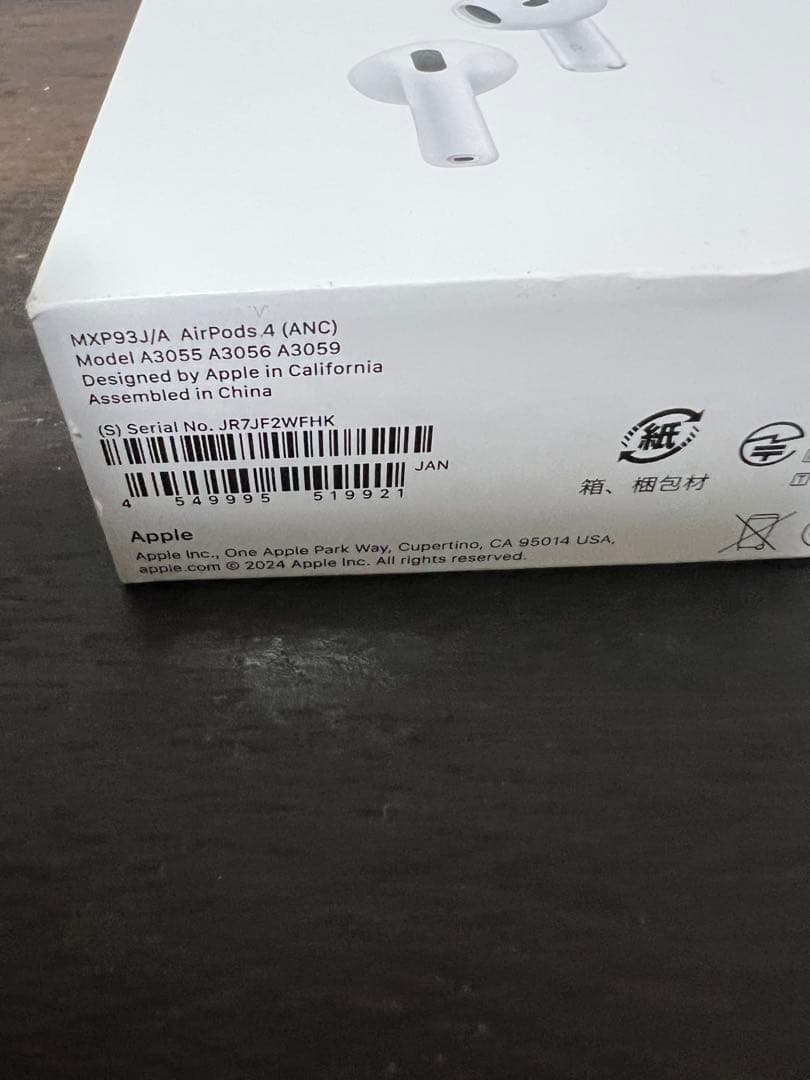 MXP93J/A AirPods 4 (ANC)
Model A3055 A3056 A3059
Designed by Apple in California
Assembled in China
(S) Serial No. JR7JF2WFHK
JAN
4 549995 519921
紙
箱、梱包材
Apple
Apple Inc., One Apple Park Way, Cupertino, CA 95014 USA,
apple.com © 2024 Apple Inc. All rights reserved.